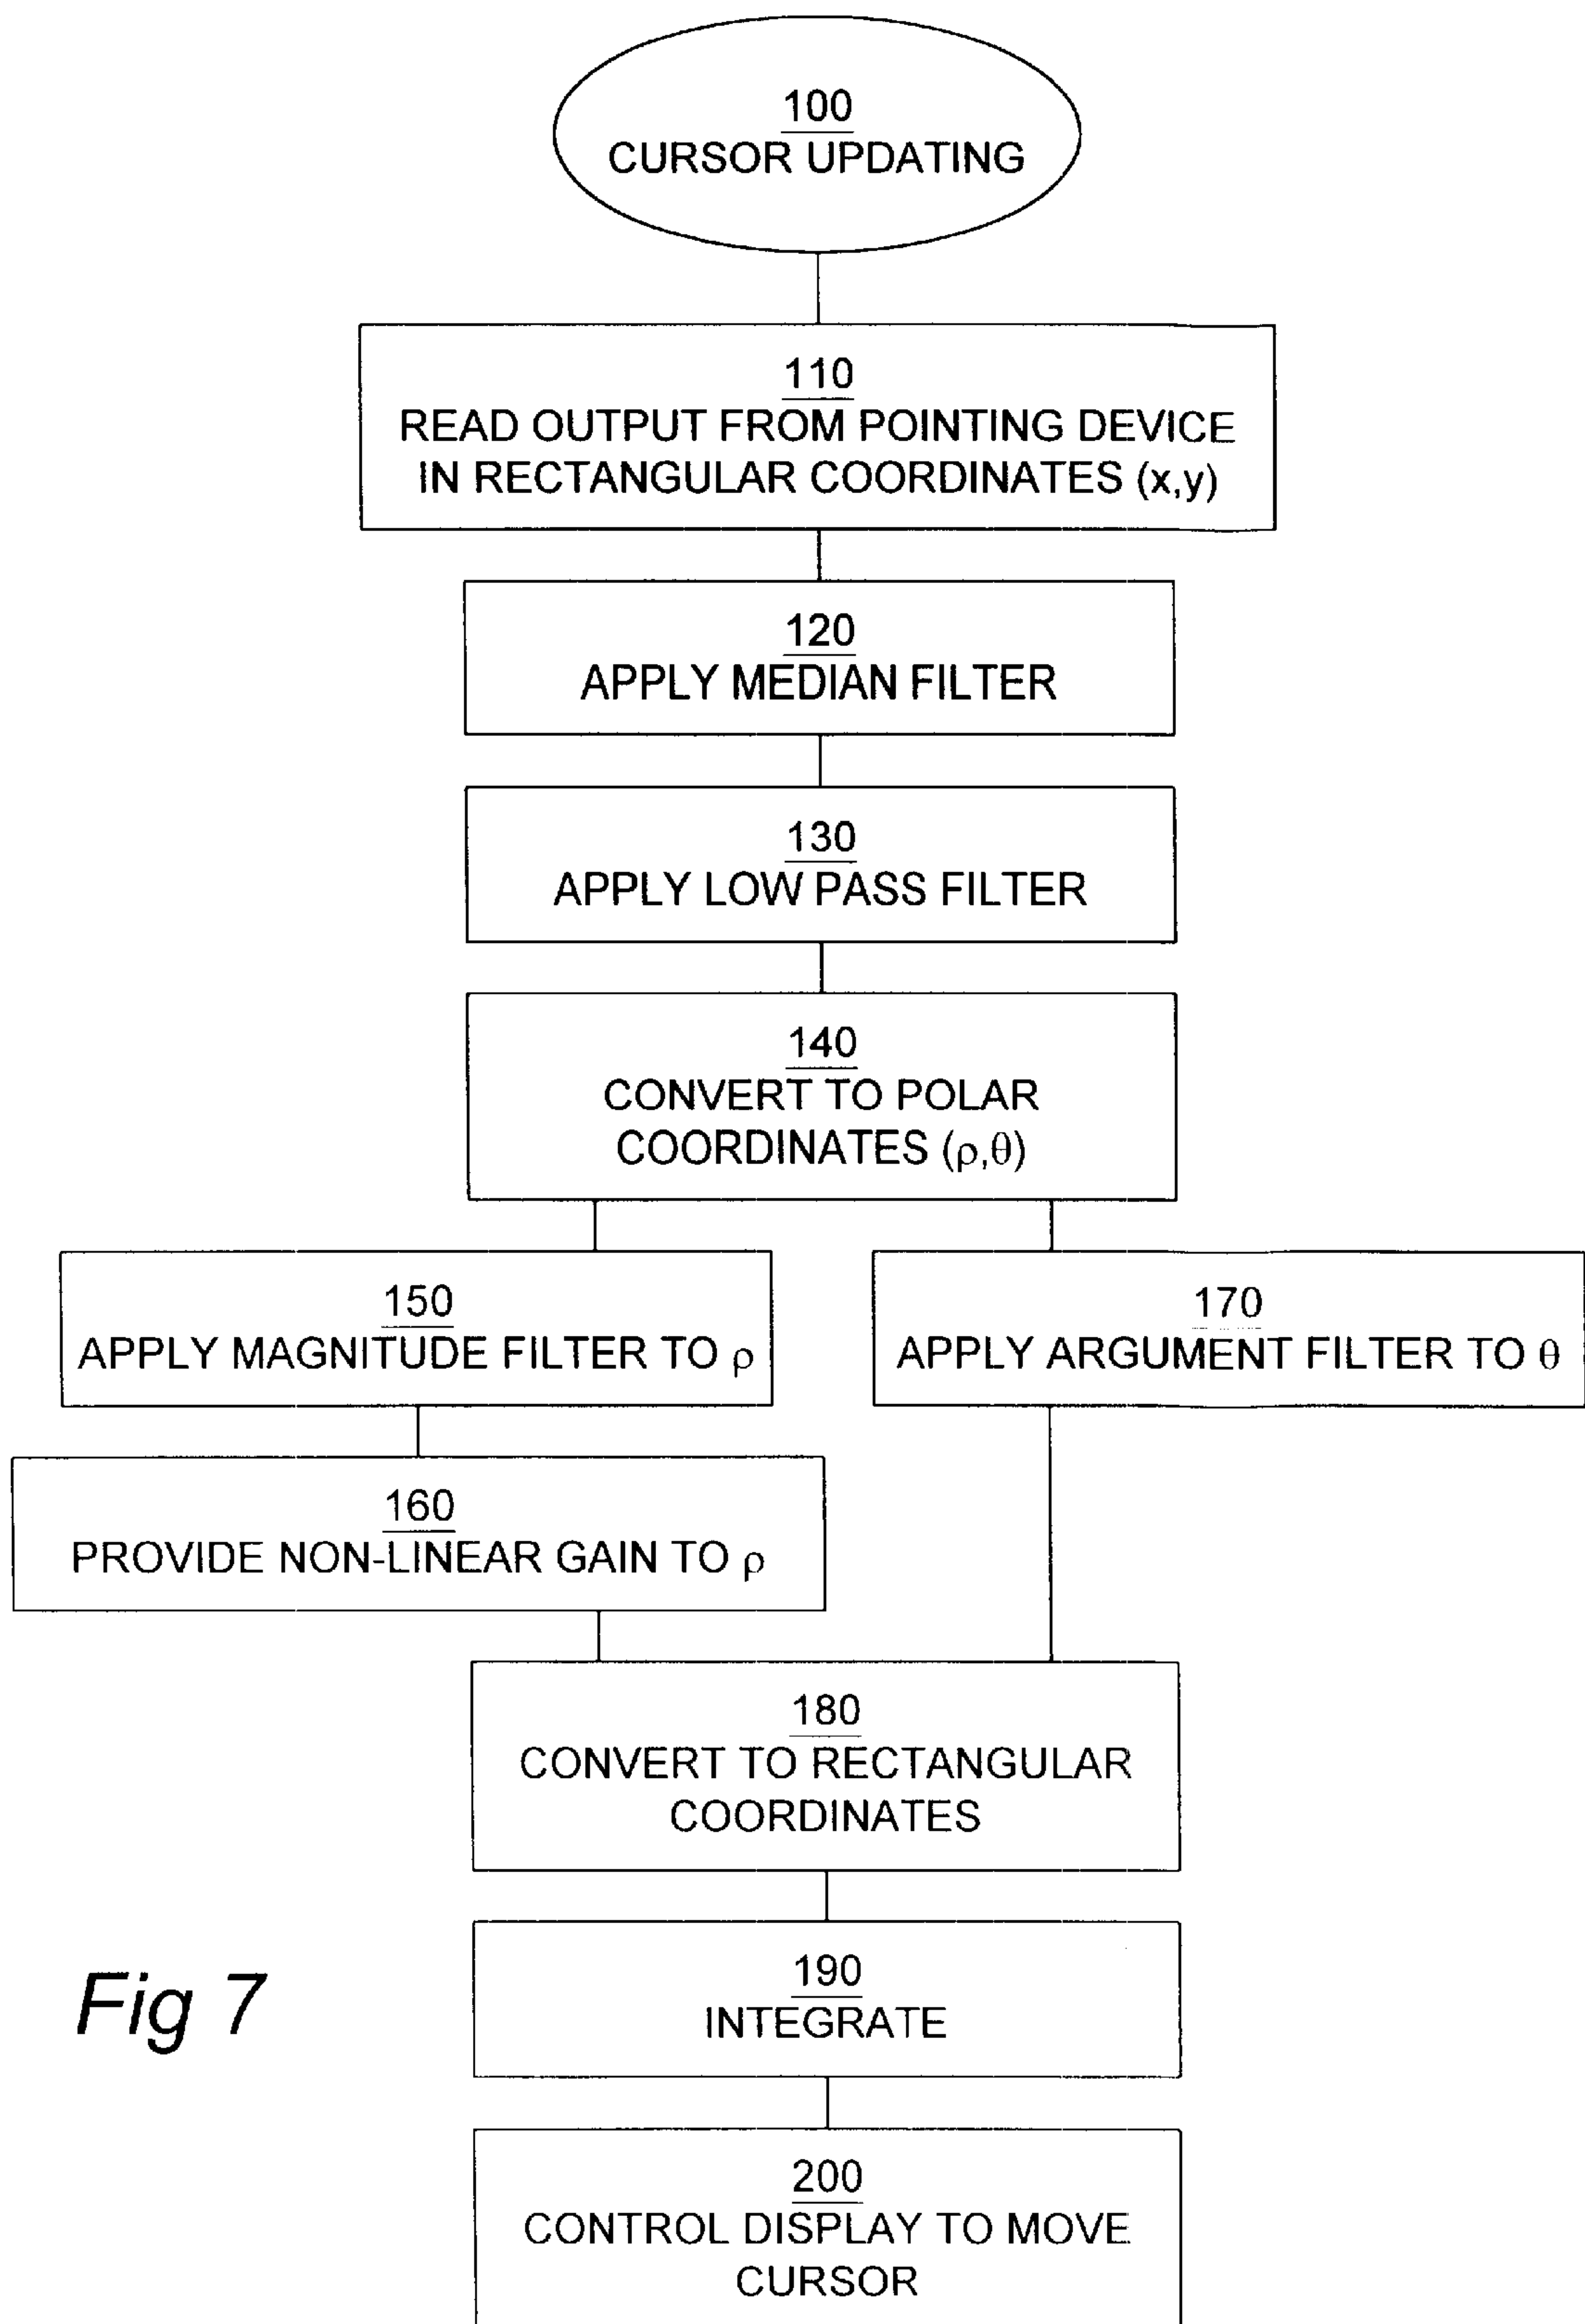 100
CURSOR UPDATING
110
READ OUTPUT FROM POINTING DEVICE
IN RECTANGULAR COORDINATES (x,y)
120
APPLY MEDIAN FILTER
130
APPLY LOW PASS FILTER
140
CONVERT TO POLAR
COORDINATES (ρ,θ)
150
APPLY MAGNITUDE FILTER TO ρ
170
APPLY ARGUMENT FILTER TO θ
160
PROVIDE NON-LINEAR GAIN TO ρ
180
CONVERT TO RECTANGULAR
COORDINATES
190
INTEGRATE
Fig 7
200
CONTROL DISPLAY TO MOVE
CURSOR